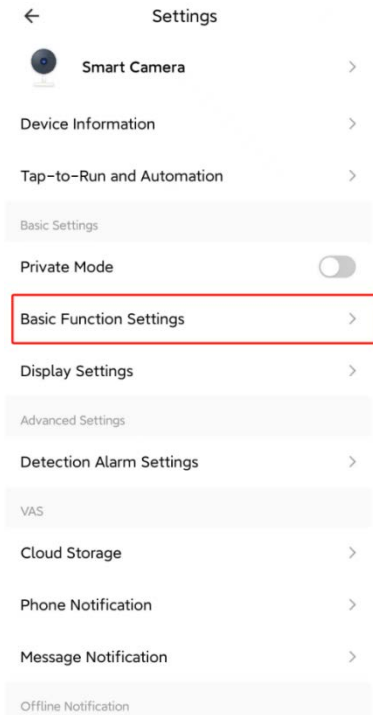 Settings
Smart Camera
Device Information
Tap-to-Run and Automation
Basic Settings
Private Mode
Basic Function Settings
Display Settings
Advanced Settings
Detection Alarm Settings
VAS
Cloud Storage
Phone Notification
Message Notification
Offline Notification